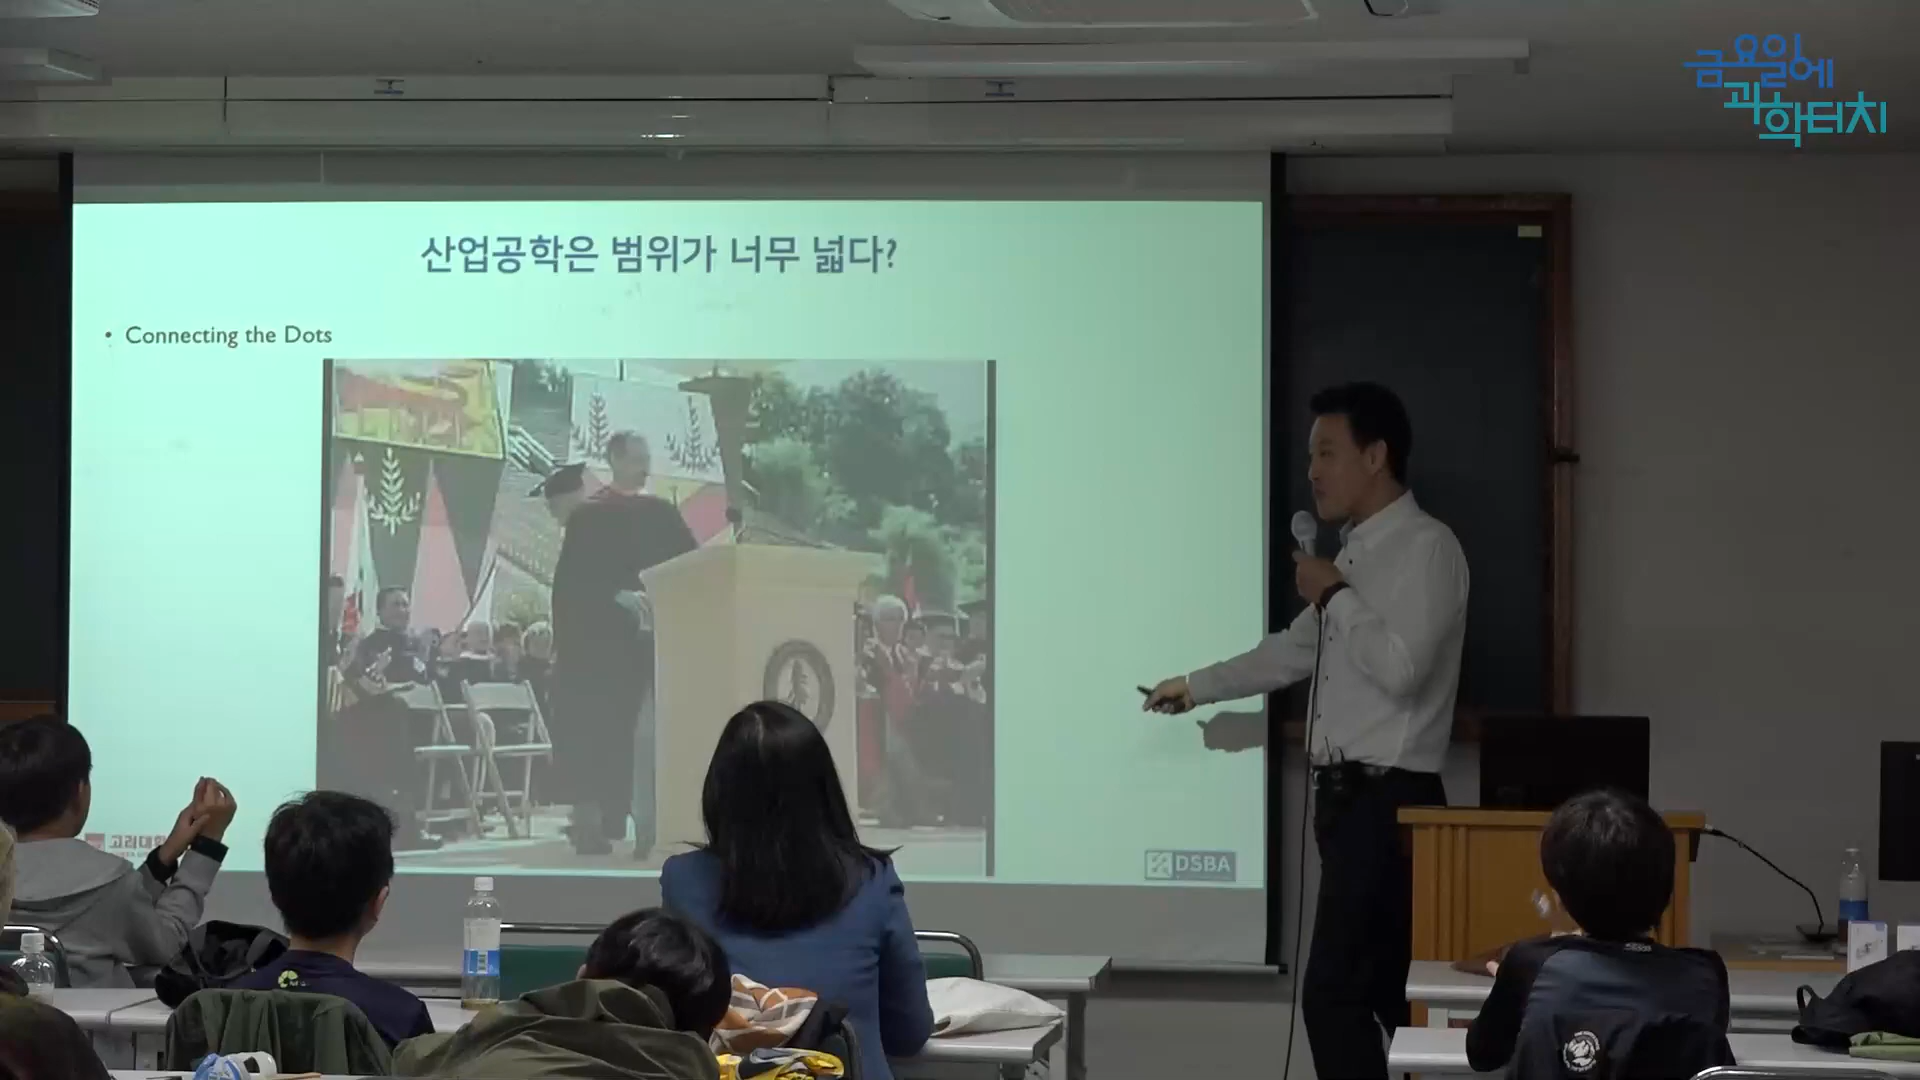 금요일에
과학터치
산업공학은 범위가 너무 넓다?
• Connecting the Dots
고려대학
DSBA